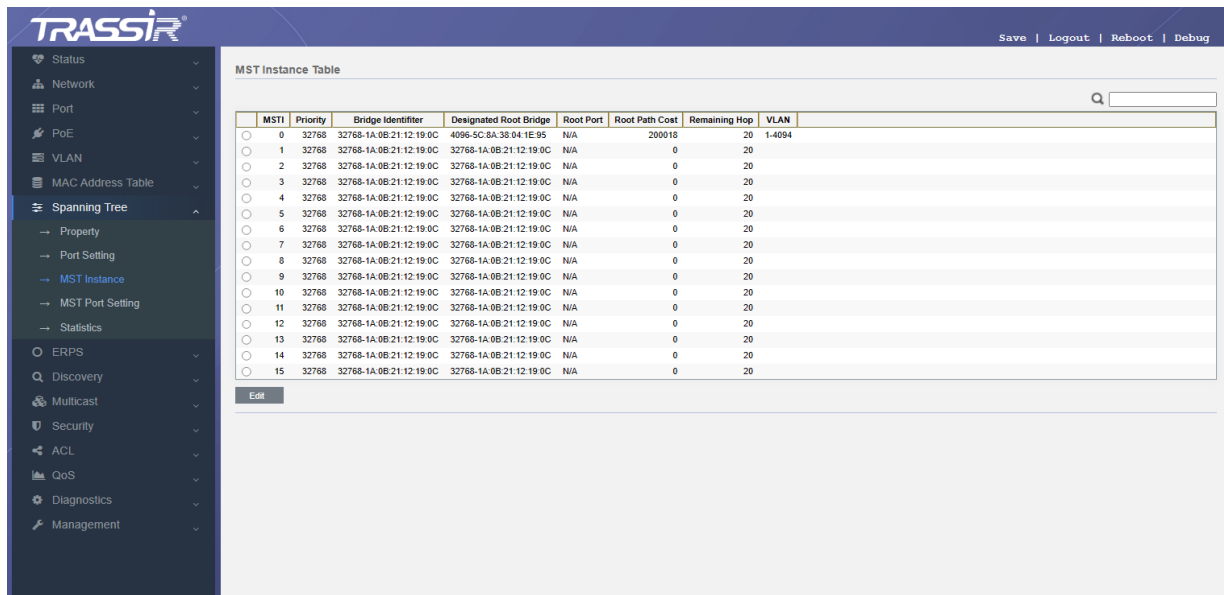 TRASSIR®
Save | Logout | Reboot | Debug
Status
Network
Port
PoE
VLAN
MAC Address Table
Spanning Tree
→ Property
→ Port Setting
→ MST Instance
→ MST Port Setting
→ Statistics
ERPS
Discovery
Multicast
Security
ACL
QoS
Diagnostics
Management
MST Instance Table
MSTI Priority Bridge Identifiter Designated Root Bridge Root Port Root Path Cost Remaining Hop VLAN
0 32768 32768-1A:0B:21:12:19:0C 4096-5C:8A:38:04:1E:95 N/A 200018 20 1-4094
1 32768 32768-1A:0B:21:12:19:0C 32768-1A:0B:21:12:19:0C N/A 0 20
2 32768 32768-1A:0B:21:12:19:0C 32768-1A:0B:21:12:19:0C N/A 0 20
3 32768 32768-1A:0B:21:12:19:0C 32768-1A:0B:21:12:19:0C N/A 0 20
4 32768 32768-1A:0B:21:12:19:0C 32768-1A:0B:21:12:19:0C N/A 0 20
5 32768 32768-1A:0B:21:12:19:0C 32768-1A:0B:21:12:19:0C N/A 0 20
6 32768 32768-1A:0B:21:12:19:0C 32768-1A:0B:21:12:19:0C N/A 0 20
7 32768 32768-1A:0B:21:12:19:0C 32768-1A:0B:21:12:19:0C N/A 0 20
8 32768 32768-1A:0B:21:12:19:0C 32768-1A:0B:21:12:19:0C N/A 0 20
9 32768 32768-1A:0B:21:12:19:0C 32768-1A:0B:21:12:19:0C N/A 0 20
10 32768 32768-1A:0B:21:12:19:0C 32768-1A:0B:21:12:19:0C N/A 0 20
11 32768 32768-1A:0B:21:12:19:0C 32768-1A:0B:21:12:19:0C N/A 0 20
12 32768 32768-1A:0B:21:12:19:0C 32768-1A:0B:21:12:19:0C N/A 0 20
13 32768 32768-1A:0B:21:12:19:0C 32768-1A:0B:21:12:19:0C N/A 0 20
14 32768 32768-1A:0B:21:12:19:0C 32768-1A:0B:21:12:19:0C N/A 0 20
15 32768 32768-1A:0B:21:12:19:0C 32768-1A:0B:21:12:19:0C N/A 0 20
Edit